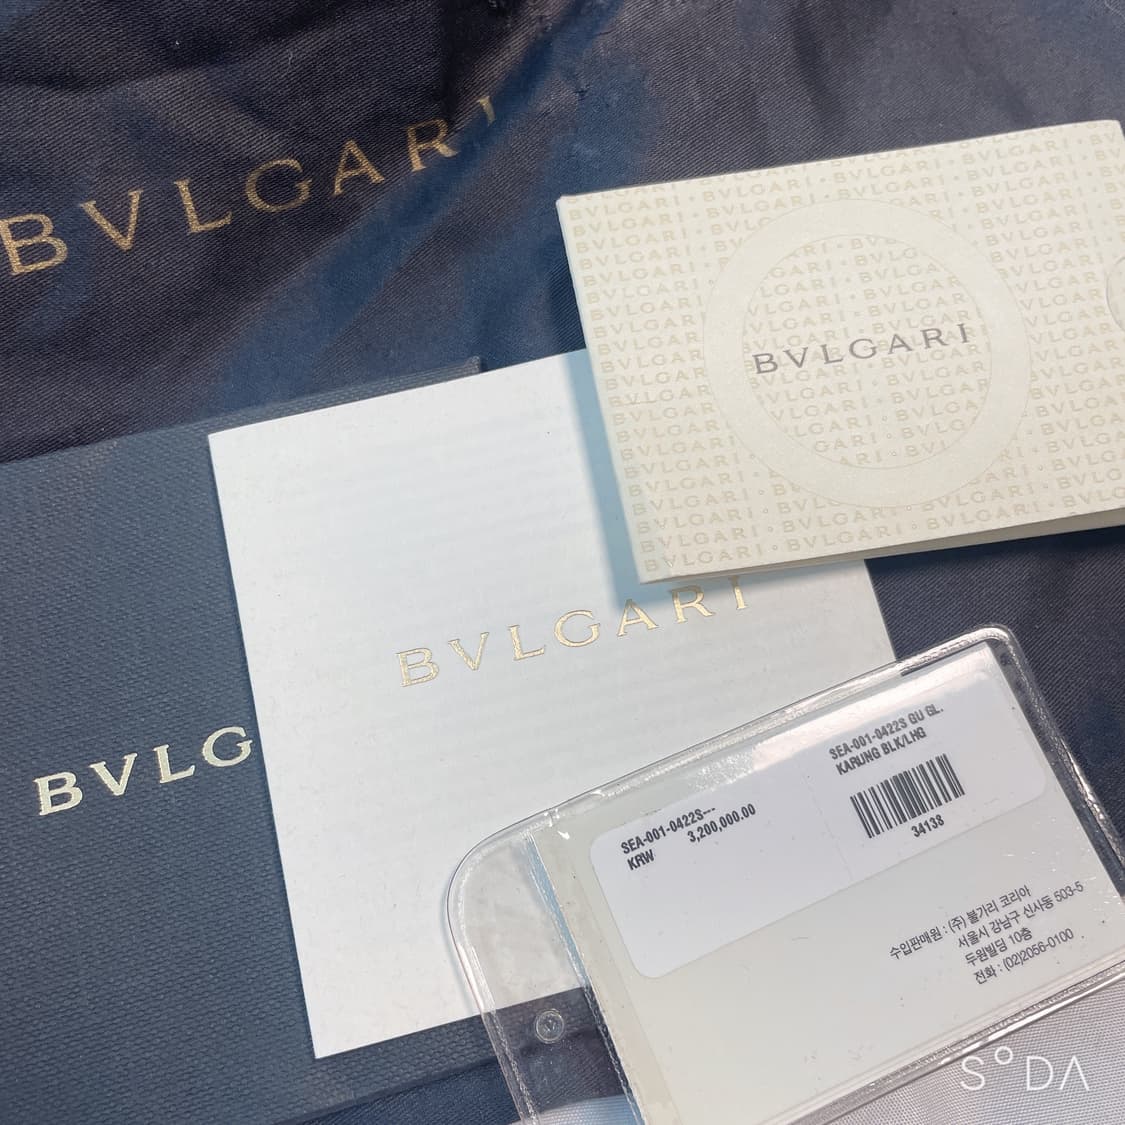 BVLGARI
BVLGARI
BVLG
BVLGARI
SEA-001-0422S---
KRW 3,200,000.00
SEA-001-0422S GU GL.
KARUNG BLK/LHG
34138
수입판매원 : (주) 불가리 코리아
서울시 강남구 신사동 503-5
두원빌딩 10층
전화 : (02)2056-0100
S°DA